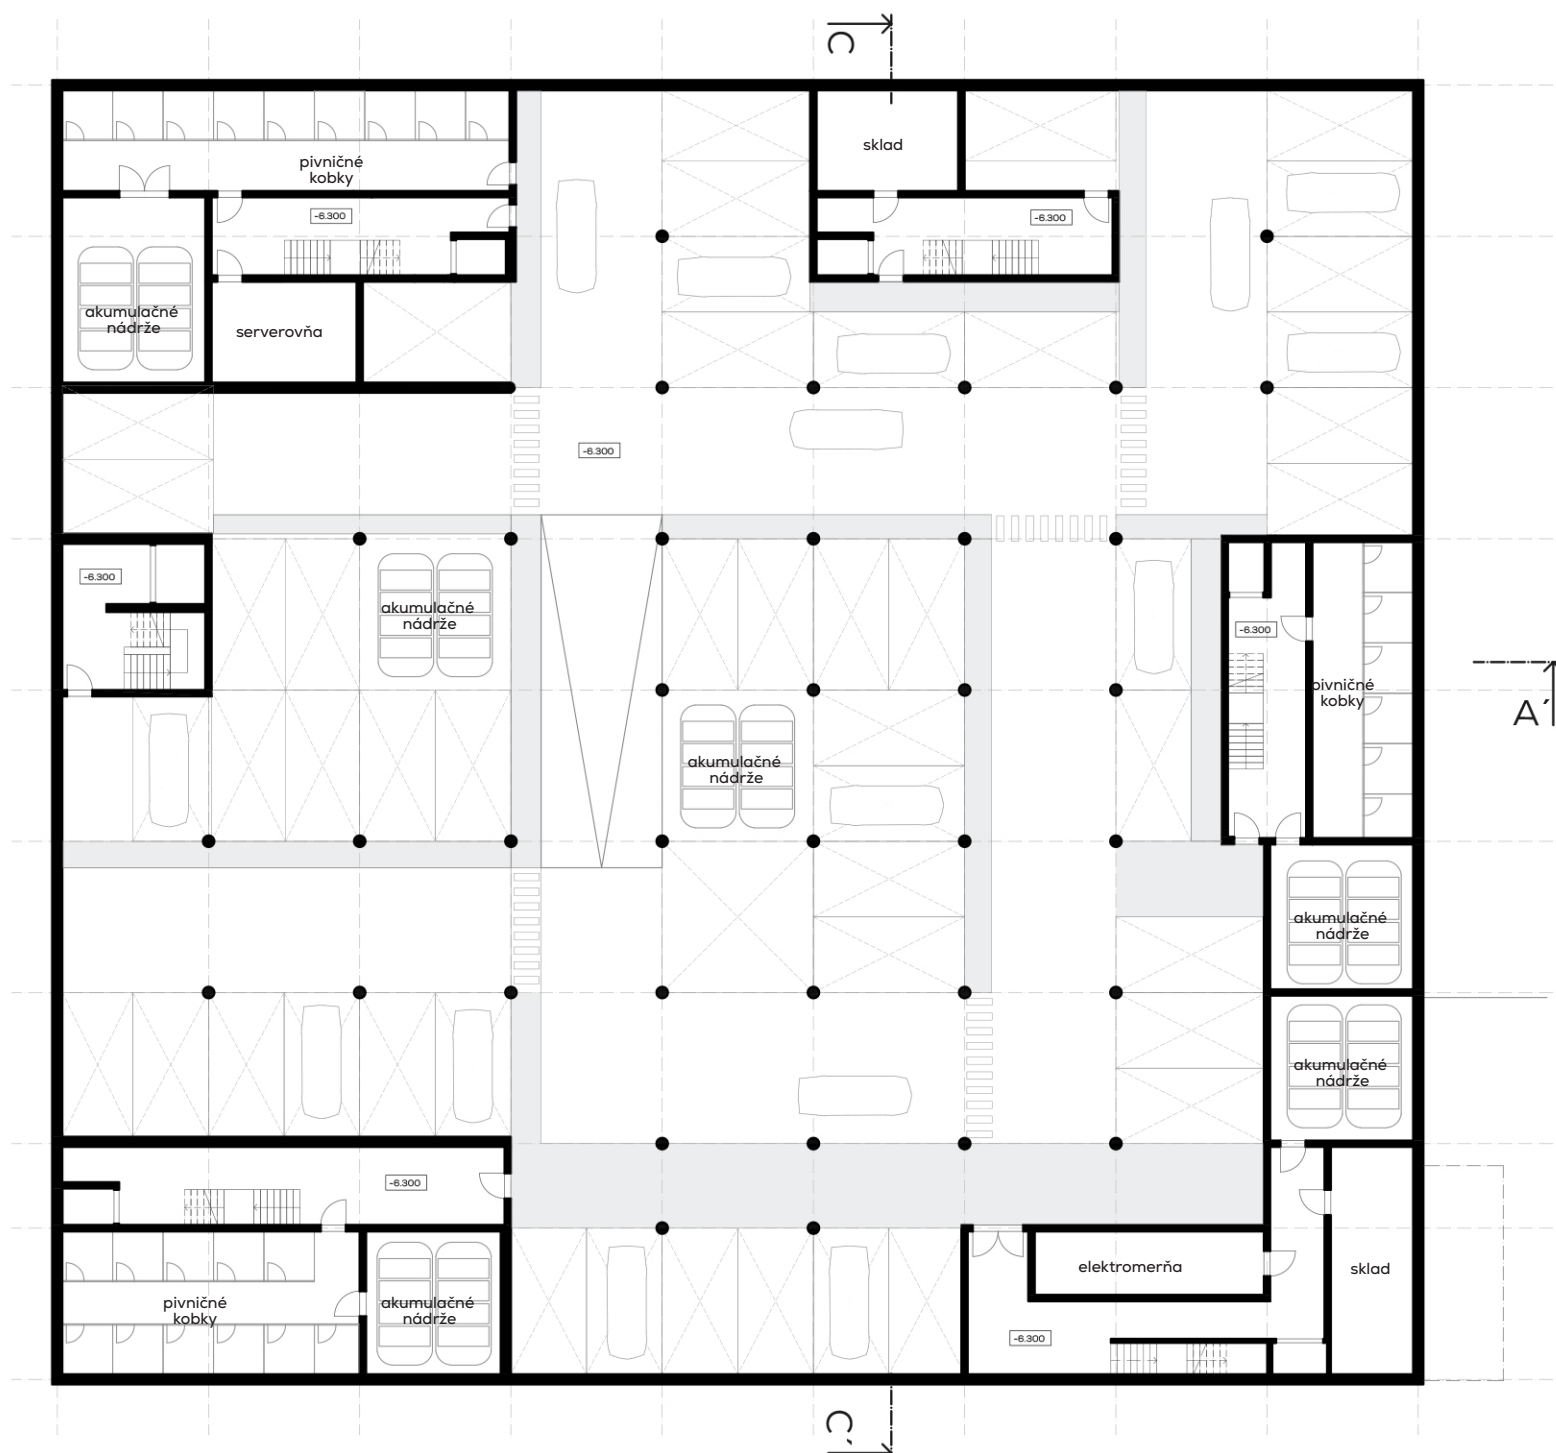 C
sklad
pivničné
kobky
-6.300
-6.300
akumulačné
nádrže
serverovňa
-6.300
-6.300
akumulačné
nádrže
-6.300
pivničné
kobky
A´
akumulačné
nádrže
akumulačné
nádrže
akumulačné
nádrže
-6.300
elektromerňa
sklad
pivničné
kobky
akumulačné
nádrže
-6.300
C´